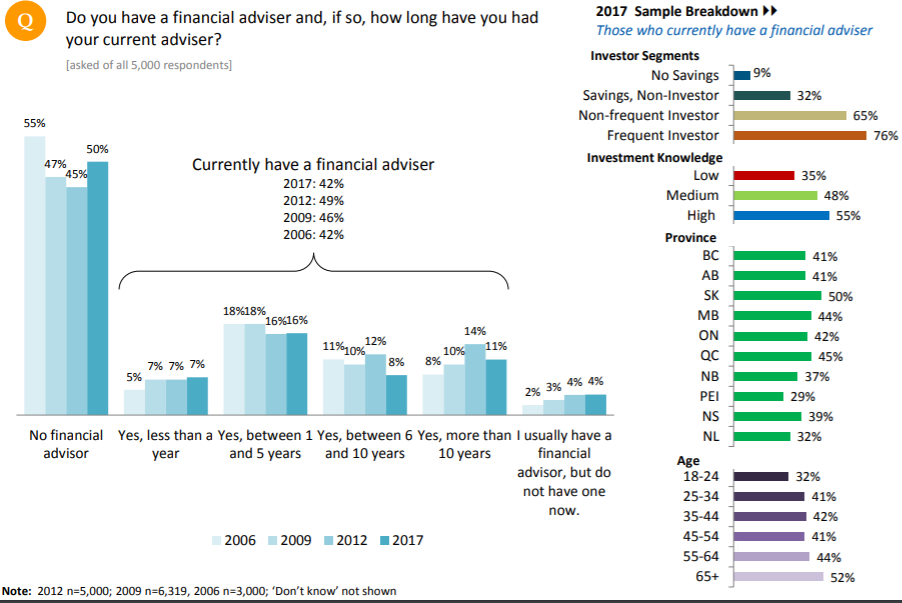 Q
Do you have a financial adviser and, if so, how long have you had
your current adviser?
[asked of all 5,000 respondents]
55%
47%
45%
50%
Currently have a financial adviser
2017: 42%
2012: 49%
2009: 46%
2006: 42%
5%
7%
7%
7%
18%
18%
16%
16%
11%
10%
12%
8%
8%
10%
14%
11%
2%
3%
4%
4%
No financial
advisor
Yes, less than a
year
Yes, between 1
and 5 years
Yes, between 6
and 10 years
Yes, more than
10 years
I usually have a
financial
advisor, but do
not have one
now.
2006
2009
2012
2017
Note: 2012 n=5,000; 2009 n=6,319, 2006 n=3,000; ‘Don’t know’ not shown
2017 Sample Breakdown
Those who currently have a financial adviser
Investor Segments
No Savings 9%
Savings, Non-Investor 32%
Non-frequent Investor 65%
Frequent Investor 76%
Investment Knowledge
Low 35%
Medium 48%
High 55%
Province
BC 41%
AB 41%
SK 50%
MB 44%
ON 42%
QC 45%
NB 37%
PEI 29%
NS 39%
NL 32%
Age
18-24 32%
25-34 41%
35-44 42%
45-54 41%
55-64 44%
65+ 52%